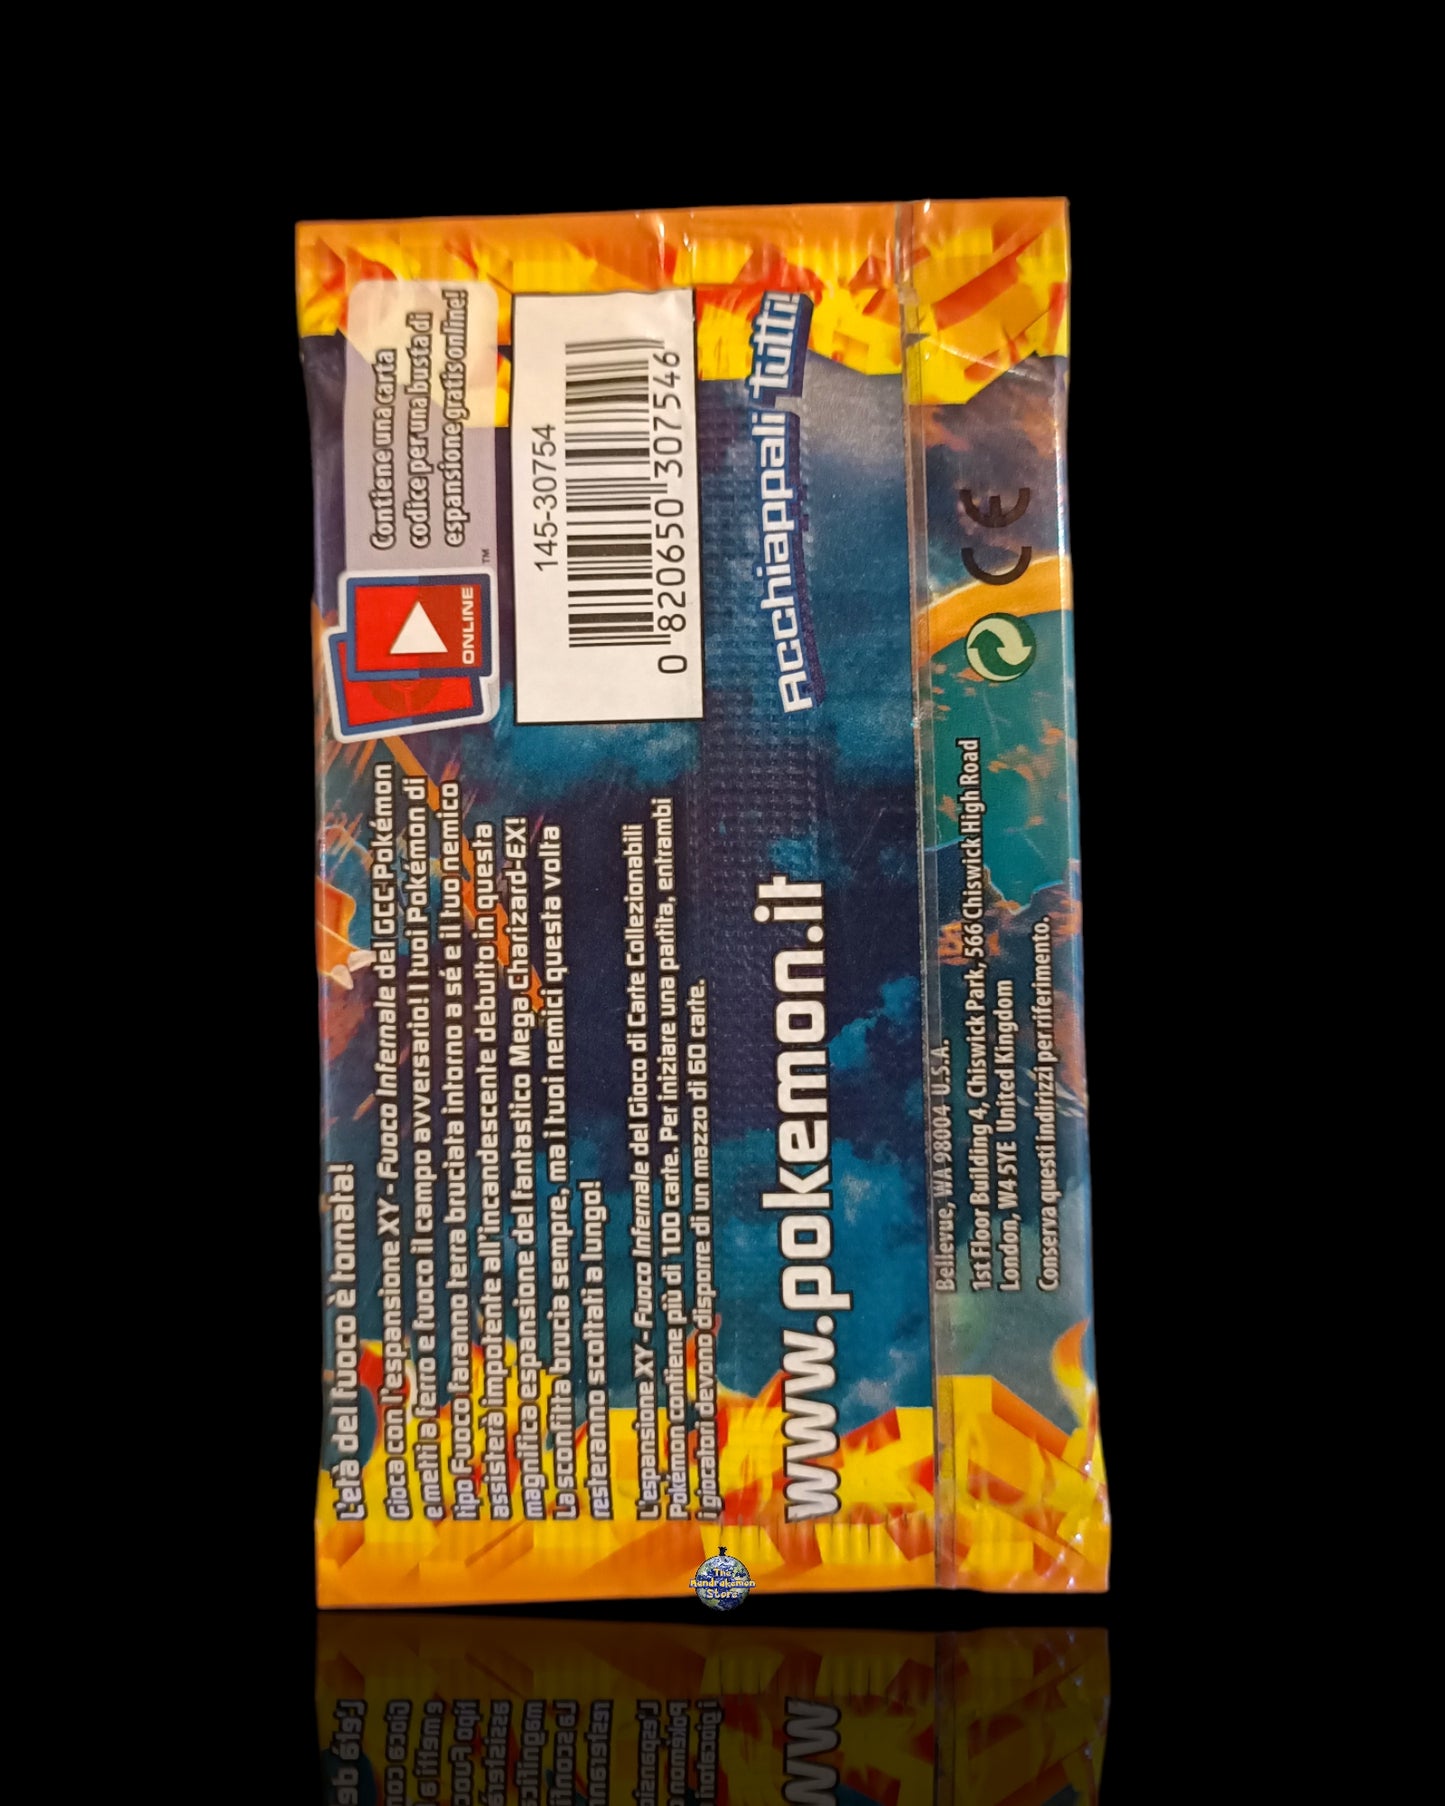 L'età del fuoco è tornata!
Gioca con l'espansione XY - Fuoco Infernale del GCC Pokémon
e metti a ferro e fuoco il campo avversario! I tuoi Pokémon di
tipo Fuoco faranno terra bruciata intorno a sé e il tuo nemico
assisterà impotente all'incandescente debutto in questa
magnifica espansione del fantastico Mega Charizard-EX!
La sconfitta brucia sempre, ma i tuoi nemici questa volta
resteranno scottati a lungo!
L'espansione XY - Fuoco Infernale del Gioco di Carte Collezionabili
Pokémon contiene più di 100 carte. Per iniziare una partita, entrambi
i giocatori devono disporre di un mazzo di 60 carte.
ONLINE
TM
Contiene una carta
codice per una busta di
espansione gratis online!
145-30754
0 820650 307546
www.pokemon.it
Acchiappali tutti!
Bellevue, WA 98004 U.S.A.
1st Floor Building 4, Chiswick Park, 566 Chiswick High Road
London, W4 5YE United Kingdom
Conserva questi indirizzi per riferimento.
CE
The
Mandrakemon
Store